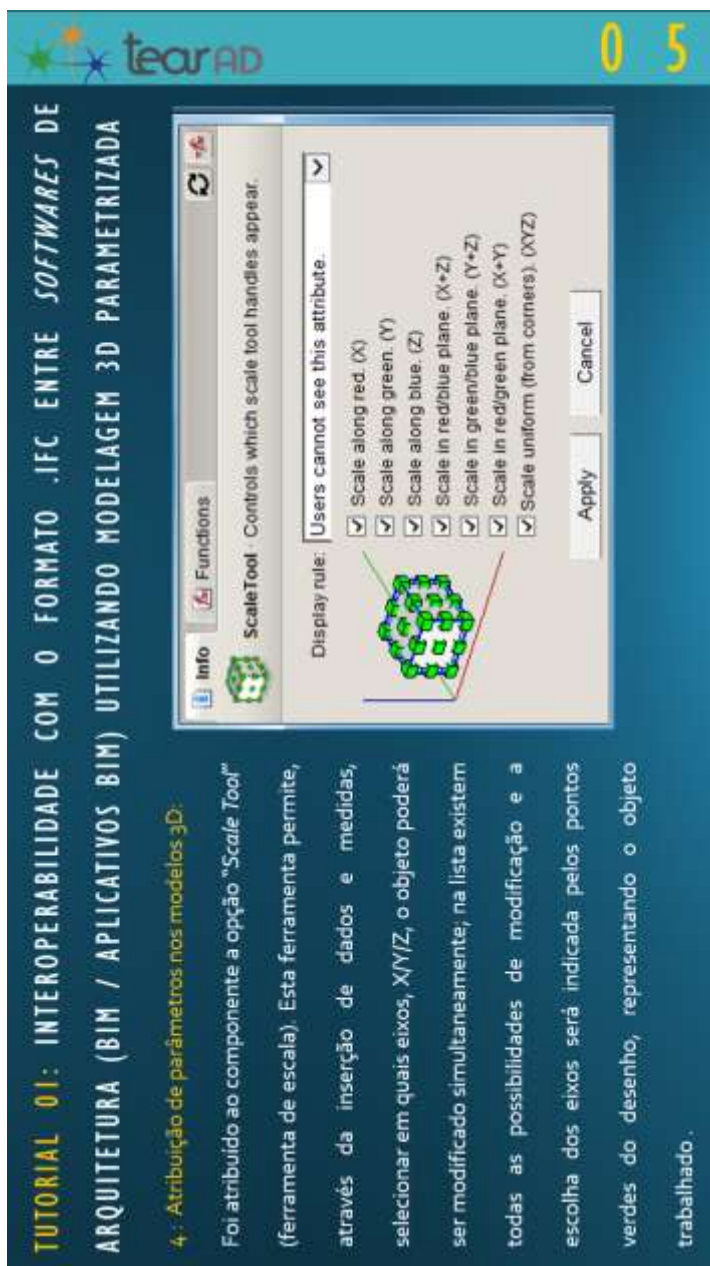 TUTORIAL 01: INTEROPERABILIDADE COM O FORMATO .IFC ENTRE SOFTWARES DE
ARQUITETURA (BIM / APLICATIVOS BIM) UTILIZANDO MODELAGEM 3D PARAMETRIZADA
4: Atribuição de parâmetros nos modelos 3D:
Foi atribuído ao componente a opção "Scale Tool"
(ferramenta de escala). Esta ferramenta permite,
através da inserção de dados e medidas,
selecionar em quais eixos, X/Y/Z, o objeto poderá
ser modificado simultaneamente; na lista existem
todas as possibilidades de modificação e a
escolha dos eixos será indicada pelos pontos
verdes do desenho, representando o objeto
trabalhado.
Info
Functions
ScaleTool - Controls which scale tool handles appear.
Display rule: Users cannot see this attribute.
Scale along red. (X)
Scale along green. (Y)
Scale along blue. (Z)
Scale in red/blue plane. (X+Z)
Scale in green/blue plane. (Y+Z)
Scale in red/green plane. (X+Y)
Scale uniform (from corners). (XYZ)
Apply Cancel
tear AD
05